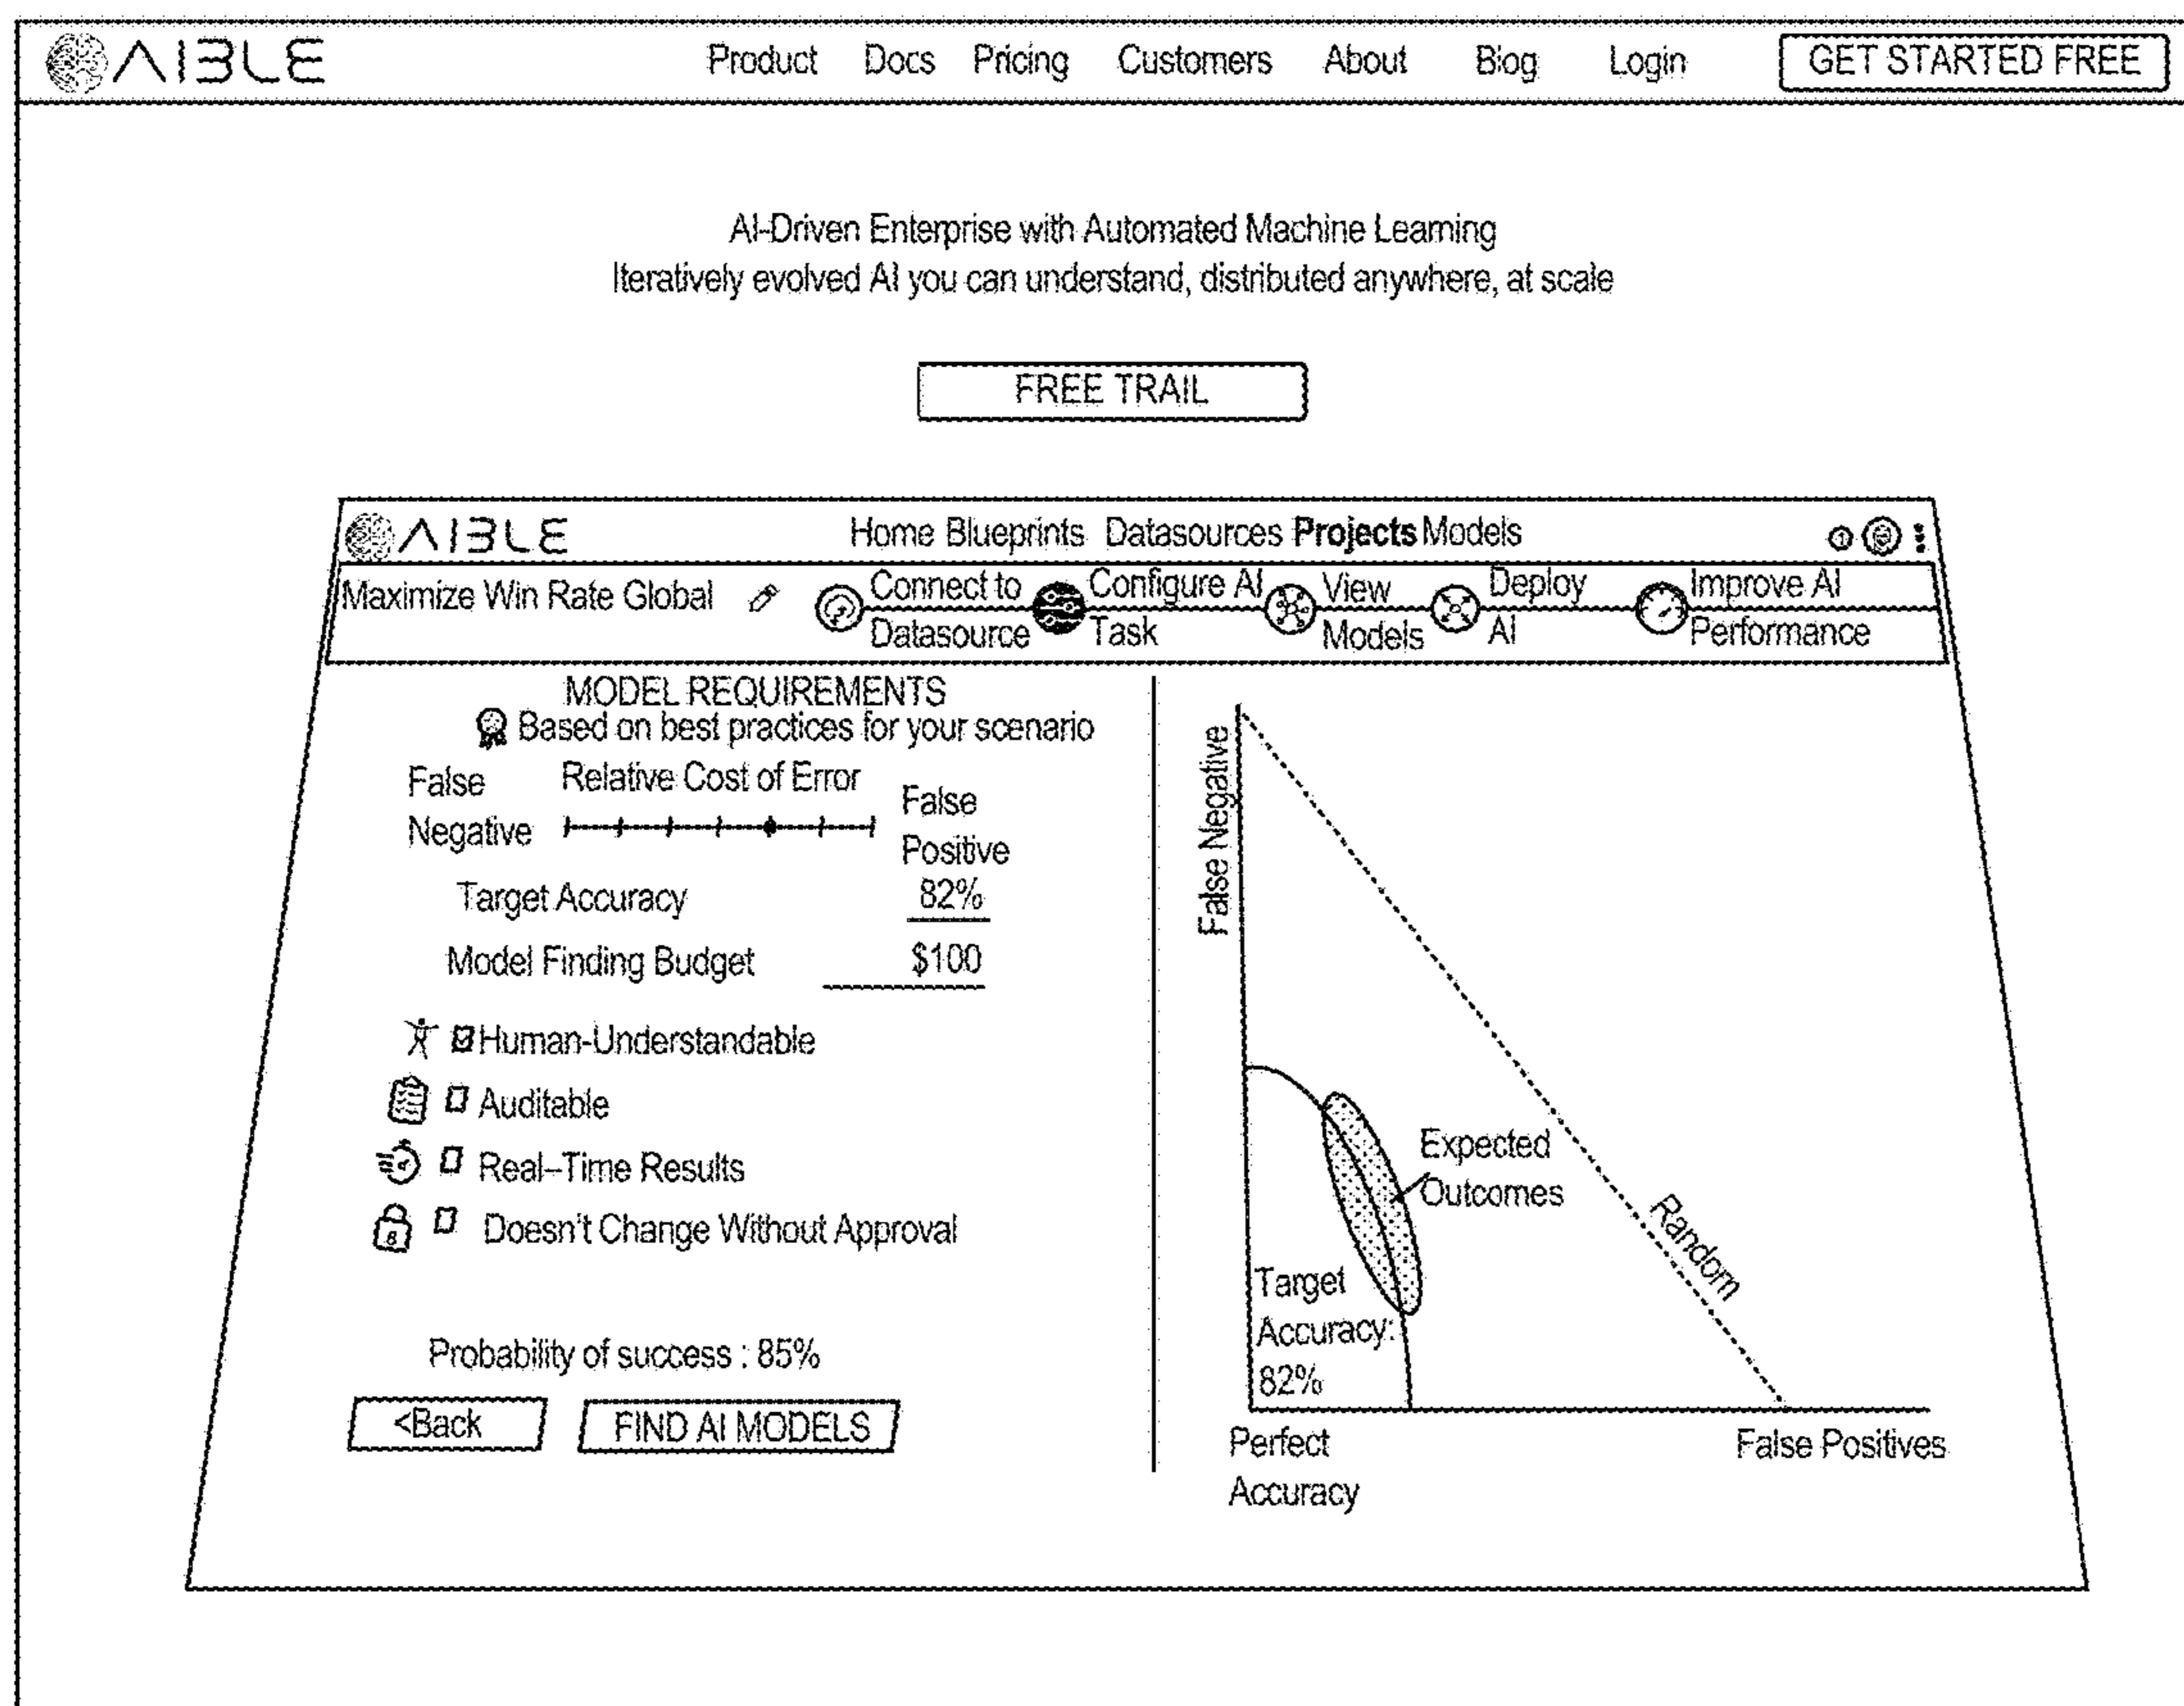 AIBLE
Product Docs Pricing Customers About Blog Login GET STARTED FREE
AI-Driven Enterprise with Automated Machine Learning
Iteratively evolved AI you can understand, distributed anywhere, at scale
FREE TRAIL
AIBLE
Home Blueprints Datasources Projects Models
Maximize Win Rate Global
Connect to
Datasource
Configure AI
Task
View
Models
Deploy
AI
Improve AI
Performance
MODEL REQUIREMENTS
Based on best practices for your scenario
False
Negative
Relative Cost of Error
False
Positive
Target Accuracy 82%
Model Finding Budget $100
Human-Understandable
Auditable
Real-Time Results
Doesn't Change Without Approval
Probability of success : 85%
<Back
FIND AI MODELS
False Negative
Expected
Outcomes
Random
Target
Accuracy:
82%
Perfect
Accuracy
False Positives